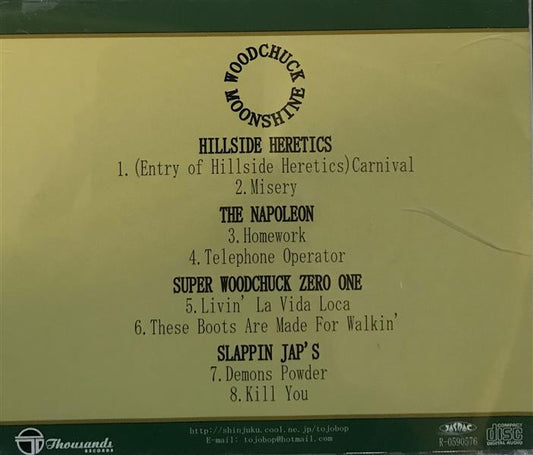 WOODCHUCK
MOONSHINE
HILLSIDE HERETICS
1.(Entry of Hillside Heretics)Carnival
2.Misery
THE NAPOLEON
3.Homework
4.Telephone Operator
SUPER WOODCHUCK ZERO ONE
5.Livin' La Vida Loca
6.These Boots Are Made For Walkin'
SLAPPIN JAP'S
7.Demons Powder
8.Kill You
Thousands
RECORDS
http://shinjuku.cool.ne.jp/tojobop
E-mail: tojobop@hotmail.com
JASRAC
R-0590576
COMPACT
disc
DIGITAL AUDIO